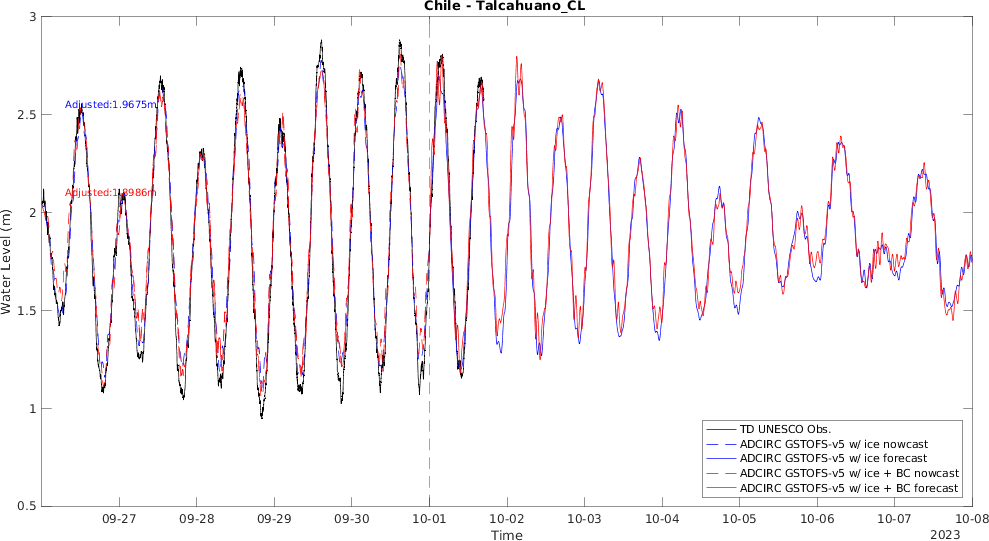 Chile - Talcahuano_CL
3
2.5
2
1.5
1
0.5
Water Level (m)
Adjusted:1.9675m
Adjusted:1.8986m
TD UNESCO Obs.
ADCIRC GSTOFS-v5 w/ ice nowcast
ADCIRC GSTOFS-v5 w/ ice forecast
ADCIRC GSTOFS-v5 w/ ice + BC nowcast
ADCIRC GSTOFS-v5 w/ ice + BC forecast
09-27 09-28 09-29 09-30 10-01 10-02 10-03 10-04 10-05 10-06 10-07 10-08
Time
2023